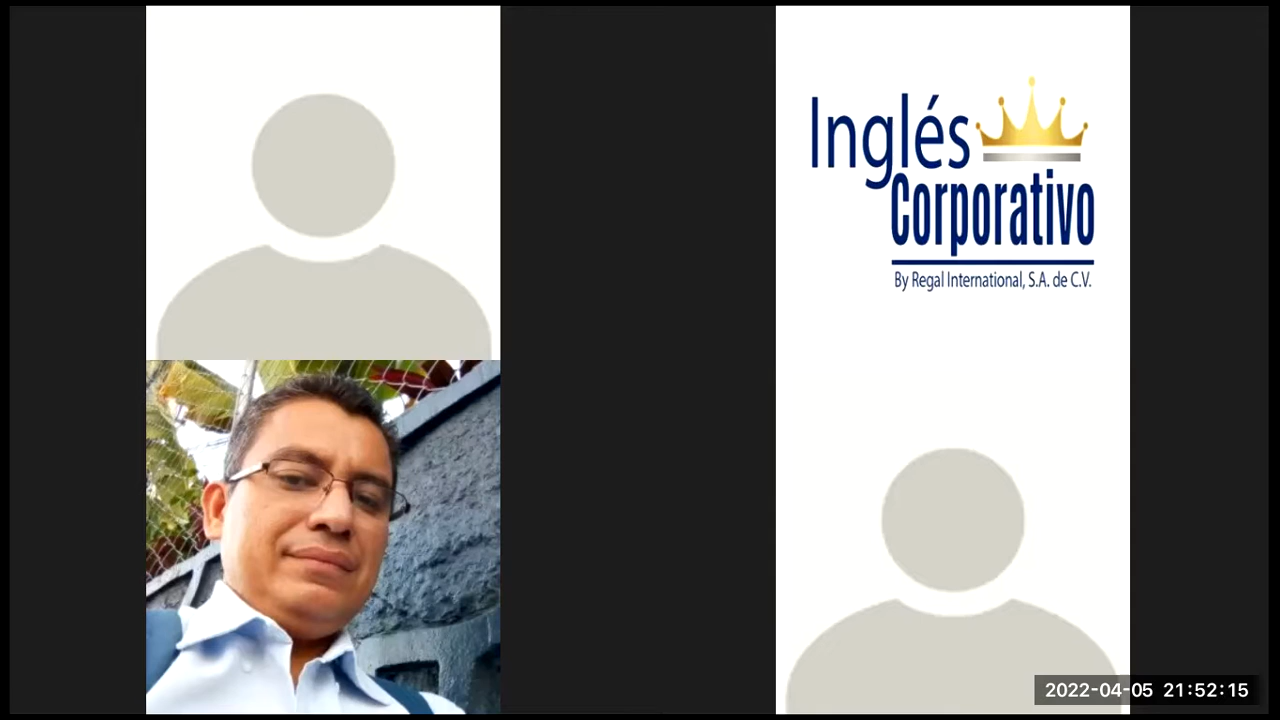 Inglés
Corporativo
By Regal International, S.A. de C.V.
2022-04-05 21:52:15